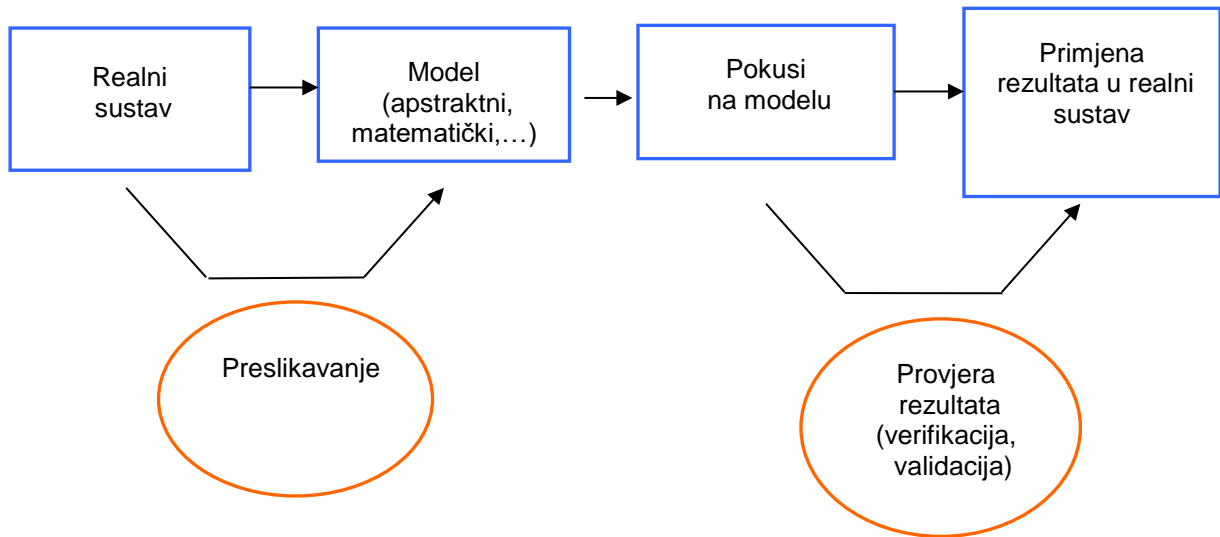 Realni
sustav
Model
(apstraktni,
matematički,…)
Pokusi
na modelu
Primjena
rezultata u realni
sustav
Preslikavanje
Provjera
rezultata
(verifikacija,
validacija)